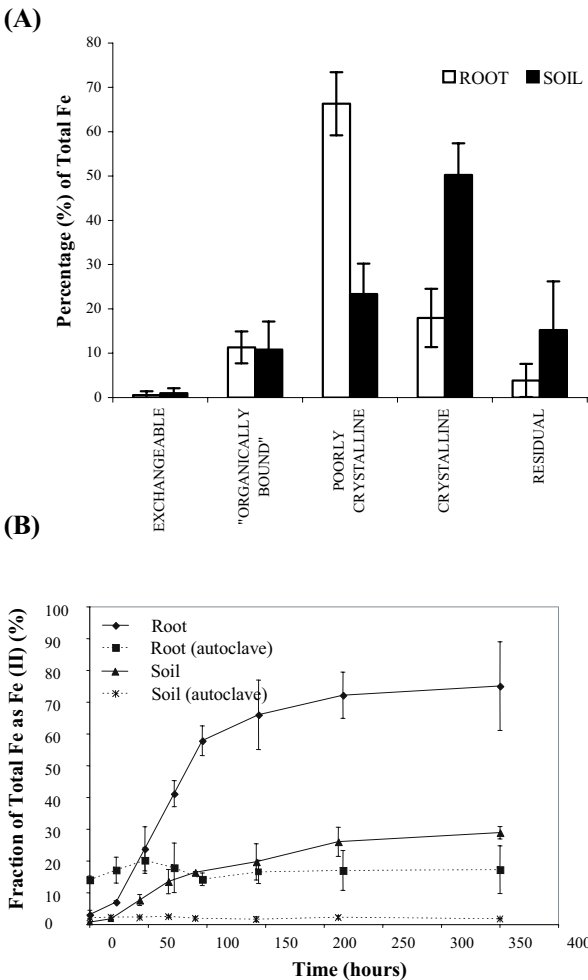 (A)
80
70
60
50
40
30
20
10
0
Percentage (%) of Total Fe
ROOT SOIL
EXCHANGEABLE
"ORGANICALLY
BOUND"
POORLY
CRYSTALLINE
CRYSTALLINE
RESIDUAL
(B)
100
90
80
70
60
50
40
30
20
10
0
Fraction of Total Fe as Fe (II) (%)
Root
Root (autoclave)
Soil
Soil (autoclave)
0 50 100 150 200 250 300 350 400
Time (hours)